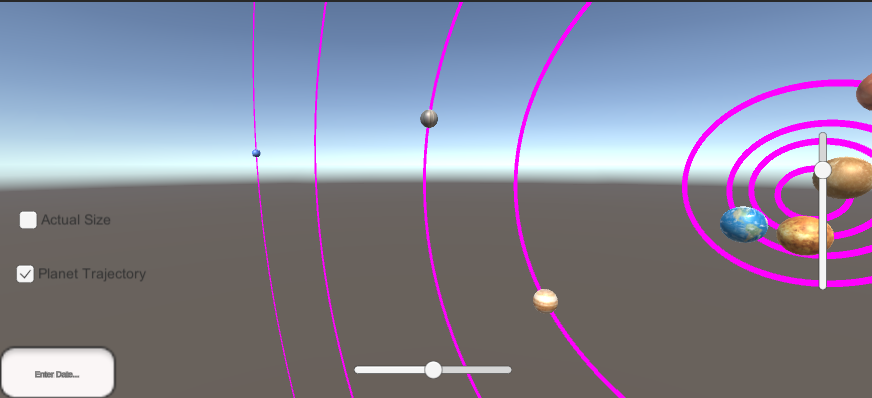 Actual Size
Planet Trajectory
Enter Date...